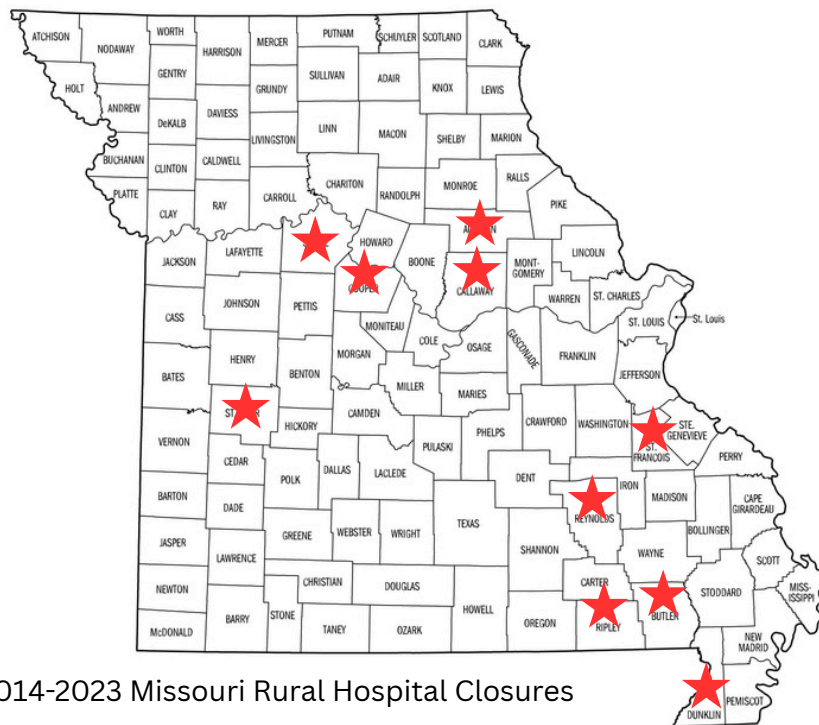 ATCHISON
NODAWAY
WORTH
HARRISON
MERCER
PUTNAM
SCHUYLER
SCOTLAND
CLARK
HOLT
GENTRY
SULLIVAN
ADAIR
KNOX
LEWIS
ANDREW
DeKALB
DAVIESS
GRUNDY
LIVINGSTON
LINN
MACON
SHELBY
MARION
BUCHANAN
CLINTON
CALDWELL
PLATTE
CLAY
RAY
CARROLL
CHARITON
RANDOLPH
MONROE
RALLS
PIKE
JACKSON
LAFAYETTE
HOWARD
BOONE
CALLAWAY
MONT-
GOMERY
LINCOLN
WARREN
ST. CHARLES
ST. LOUIS
St. Louis
CASS
JOHNSON
PETTIS
COOPER
MONITEAU
COLE
OSAGE
GASCONADE
FRANKLIN
JEFFERSON
BATES
HENRY
BENTON
MORGAN
MILLER
MARIES
VERNON
HICKORY
CAMDEN
PULASKI
PHELPS
CRAWFORD
WASHINGTON
ST.
FRANCOIS
STE.
GENEVIEVE
PERRY
CEDAR
POLK
DALLAS
LACLEDE
DENT
IRON
MADISON
BOLLINGER
CAPE
GIRARDEAU
BARTON
DADE
GREENE
WEBSTER
WRIGHT
TEXAS
SHANNON
REYNOLDS
WAYNE
SCOTT
JASPER
LAWRENCE
CHRISTIAN
DOUGLAS
HOWELL
CARTER
BUTLER
STODDARD
MISS-
ISSIPPI
NEWTON
McDONALD
BARRY
STONE
TANEY
OZARK
OREGON
RIPLEY
NEW
MADRID
DUNKLIN
PEMISCOT
014-2023 Missouri Rural Hospital Closures